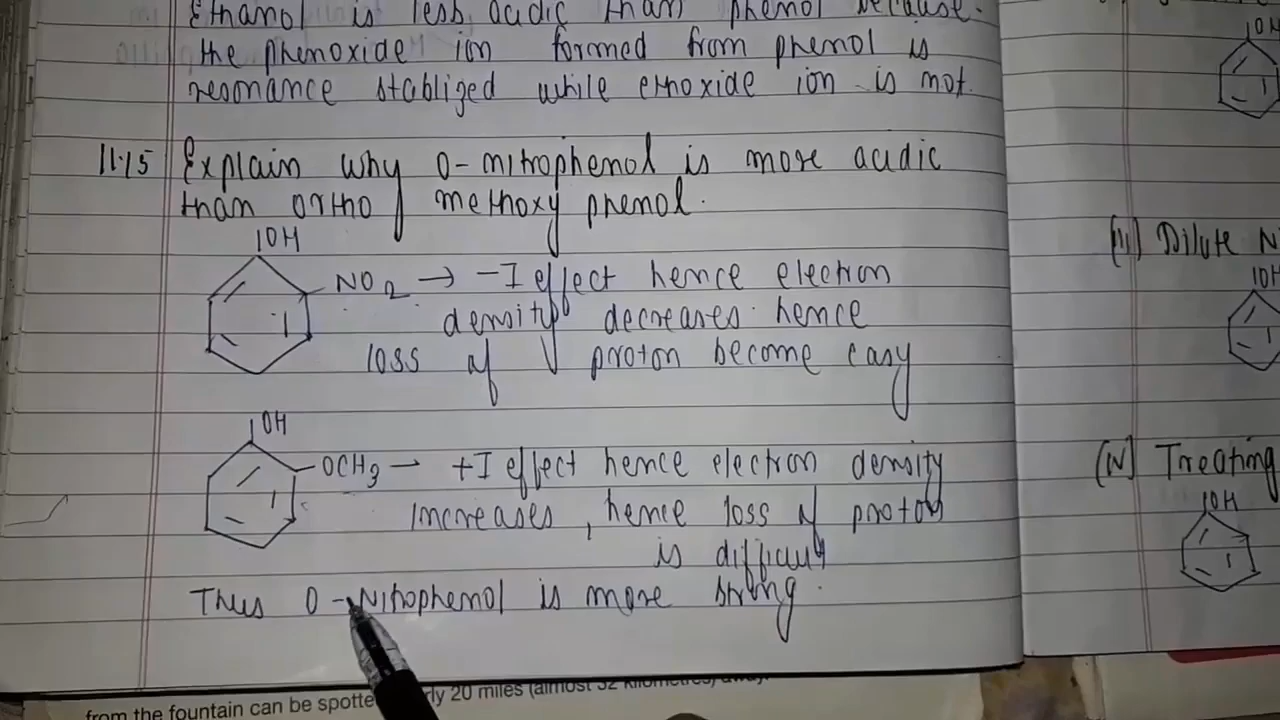 Ethanol is less acidic than phenol because
the phenoxide ion formed from phenol is
resonance stablized while ethoxide ion is not
11.15 Explain why O-nitrophenol is more acidic
than ortho methoxy phenol.
OH
NO2 → -I effect hence electron
density decreases hence
loss of proton become easy
OH
OCH3 → +I effect hence electron density
increases, hence loss of proton
is difficult
Thus O-Nitophenol is more strong.
from the fountain can be spotte ly 20 miles (almost 32 kilometres) away.
OH
(III) Dilute N
OH
(IV) Treating
OH